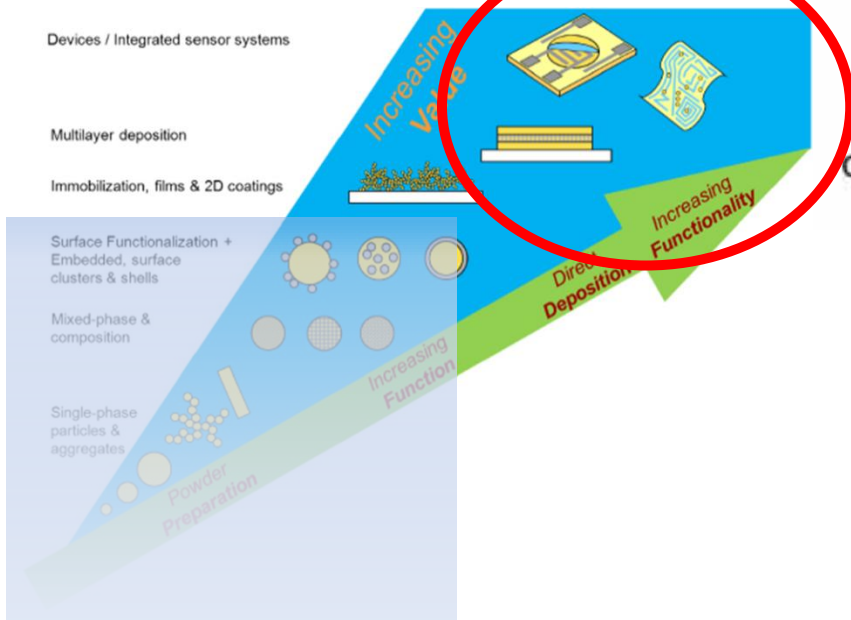 Devices / Integrated sensor systems
Increasing
Value
Multilayer deposition
Immobilization, films & 2D coatings
Increasing
Functionality
Surface Functionalization +
Embedded, surface
clusters & shells
Direct
Deposition
Mixed-phase &
composition
Increasing
Function
Single-phase
particles &
aggregates
Powder
Preparation